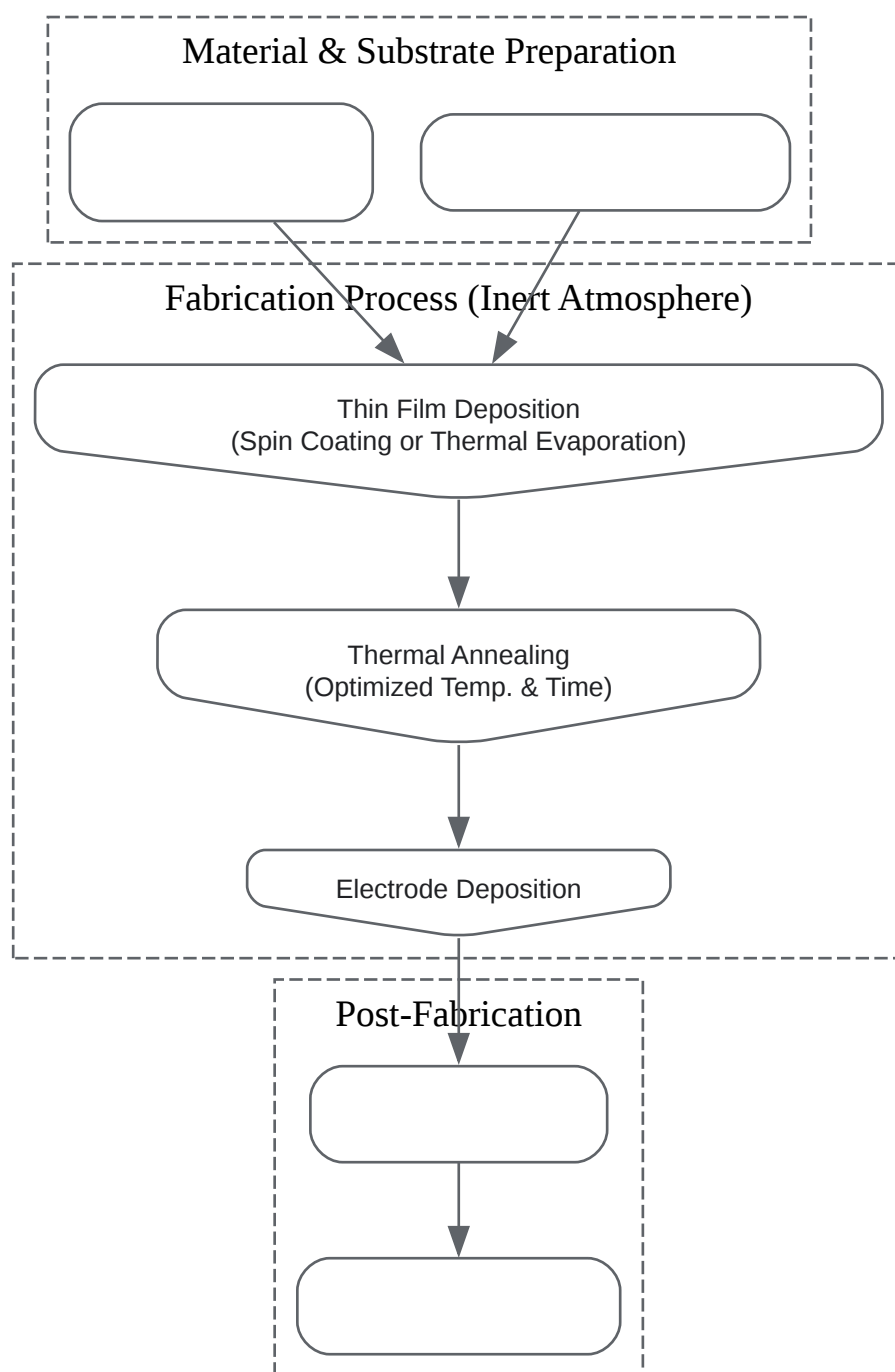 Material & Substrate Preparation
Fabrication Process (Inert Atmosphere)
Thin Film Deposition
(Spin Coating or Thermal Evaporation)
Thermal Annealing
(Optimized Temp. & Time)
Electrode Deposition
Post-Fabrication